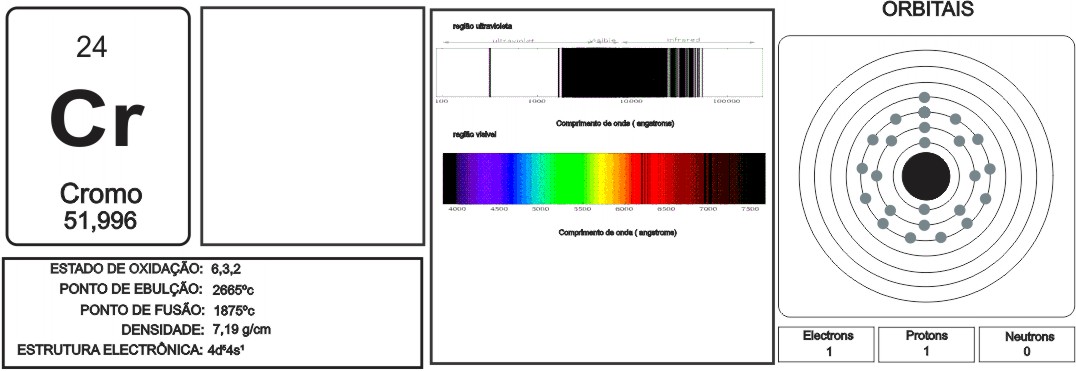 24
Cr
Cromo
51,996
ESTADO DE OXIDAÇÃO: 6,3,2
PONTO DE EBULÇÃO: 2665ºc
PONTO DE FUSÃO: 1875ºc
DENSIDADE: 7,19 g/cm
ESTRUTURA ELECTRÔNICA: 4d⁵4s¹
região ultravioleta
ultraviolet visible infrared
100 1000 10000 100000
Comprimento de onda ( angstroms)
região visível
4000 4500 5000 5500 6000 6500 7000 7500
Comprimento de onda ( angstroms)
ORBITAIS
Electrons Protons Neutrons
1 1 0